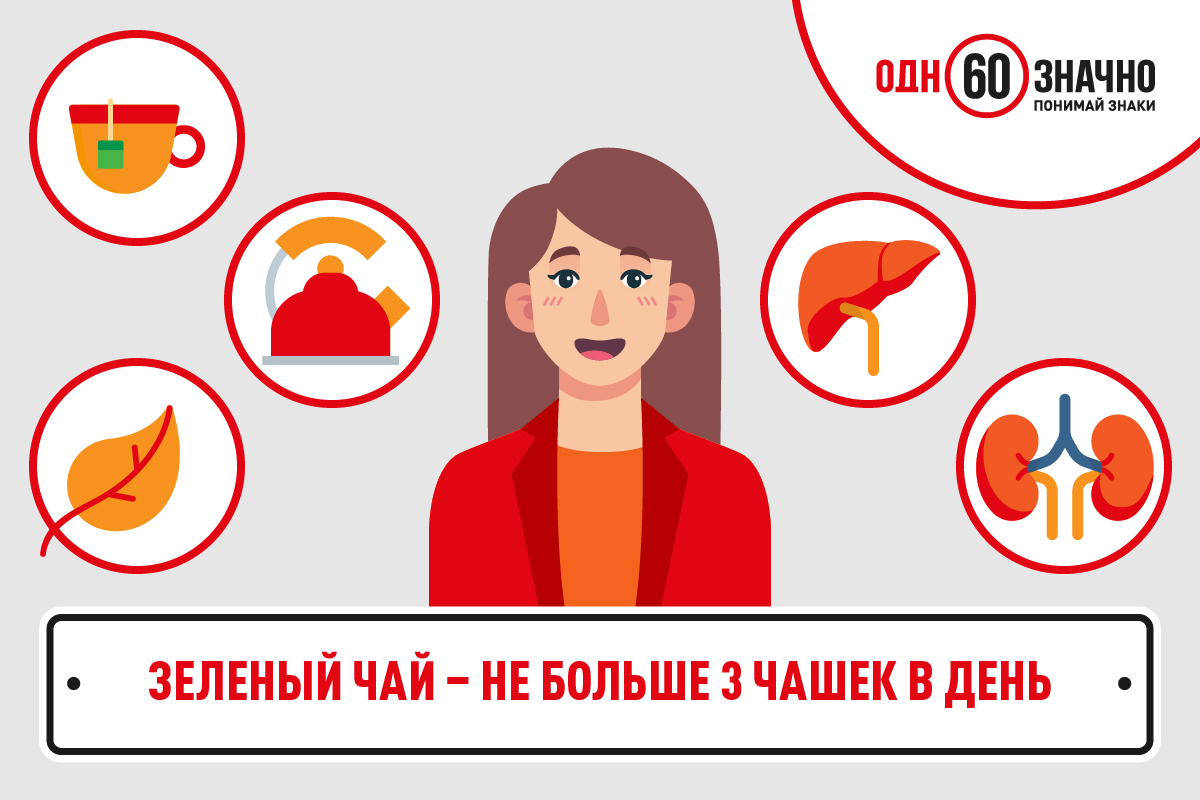 ОДН60ЗНАЧНО
ПОНИМАЙ ЗНАКИ
ЗЕЛЕНЫЙ ЧАЙ – НЕ БОЛЬШЕ 3 ЧАШЕК В ДЕНЬ